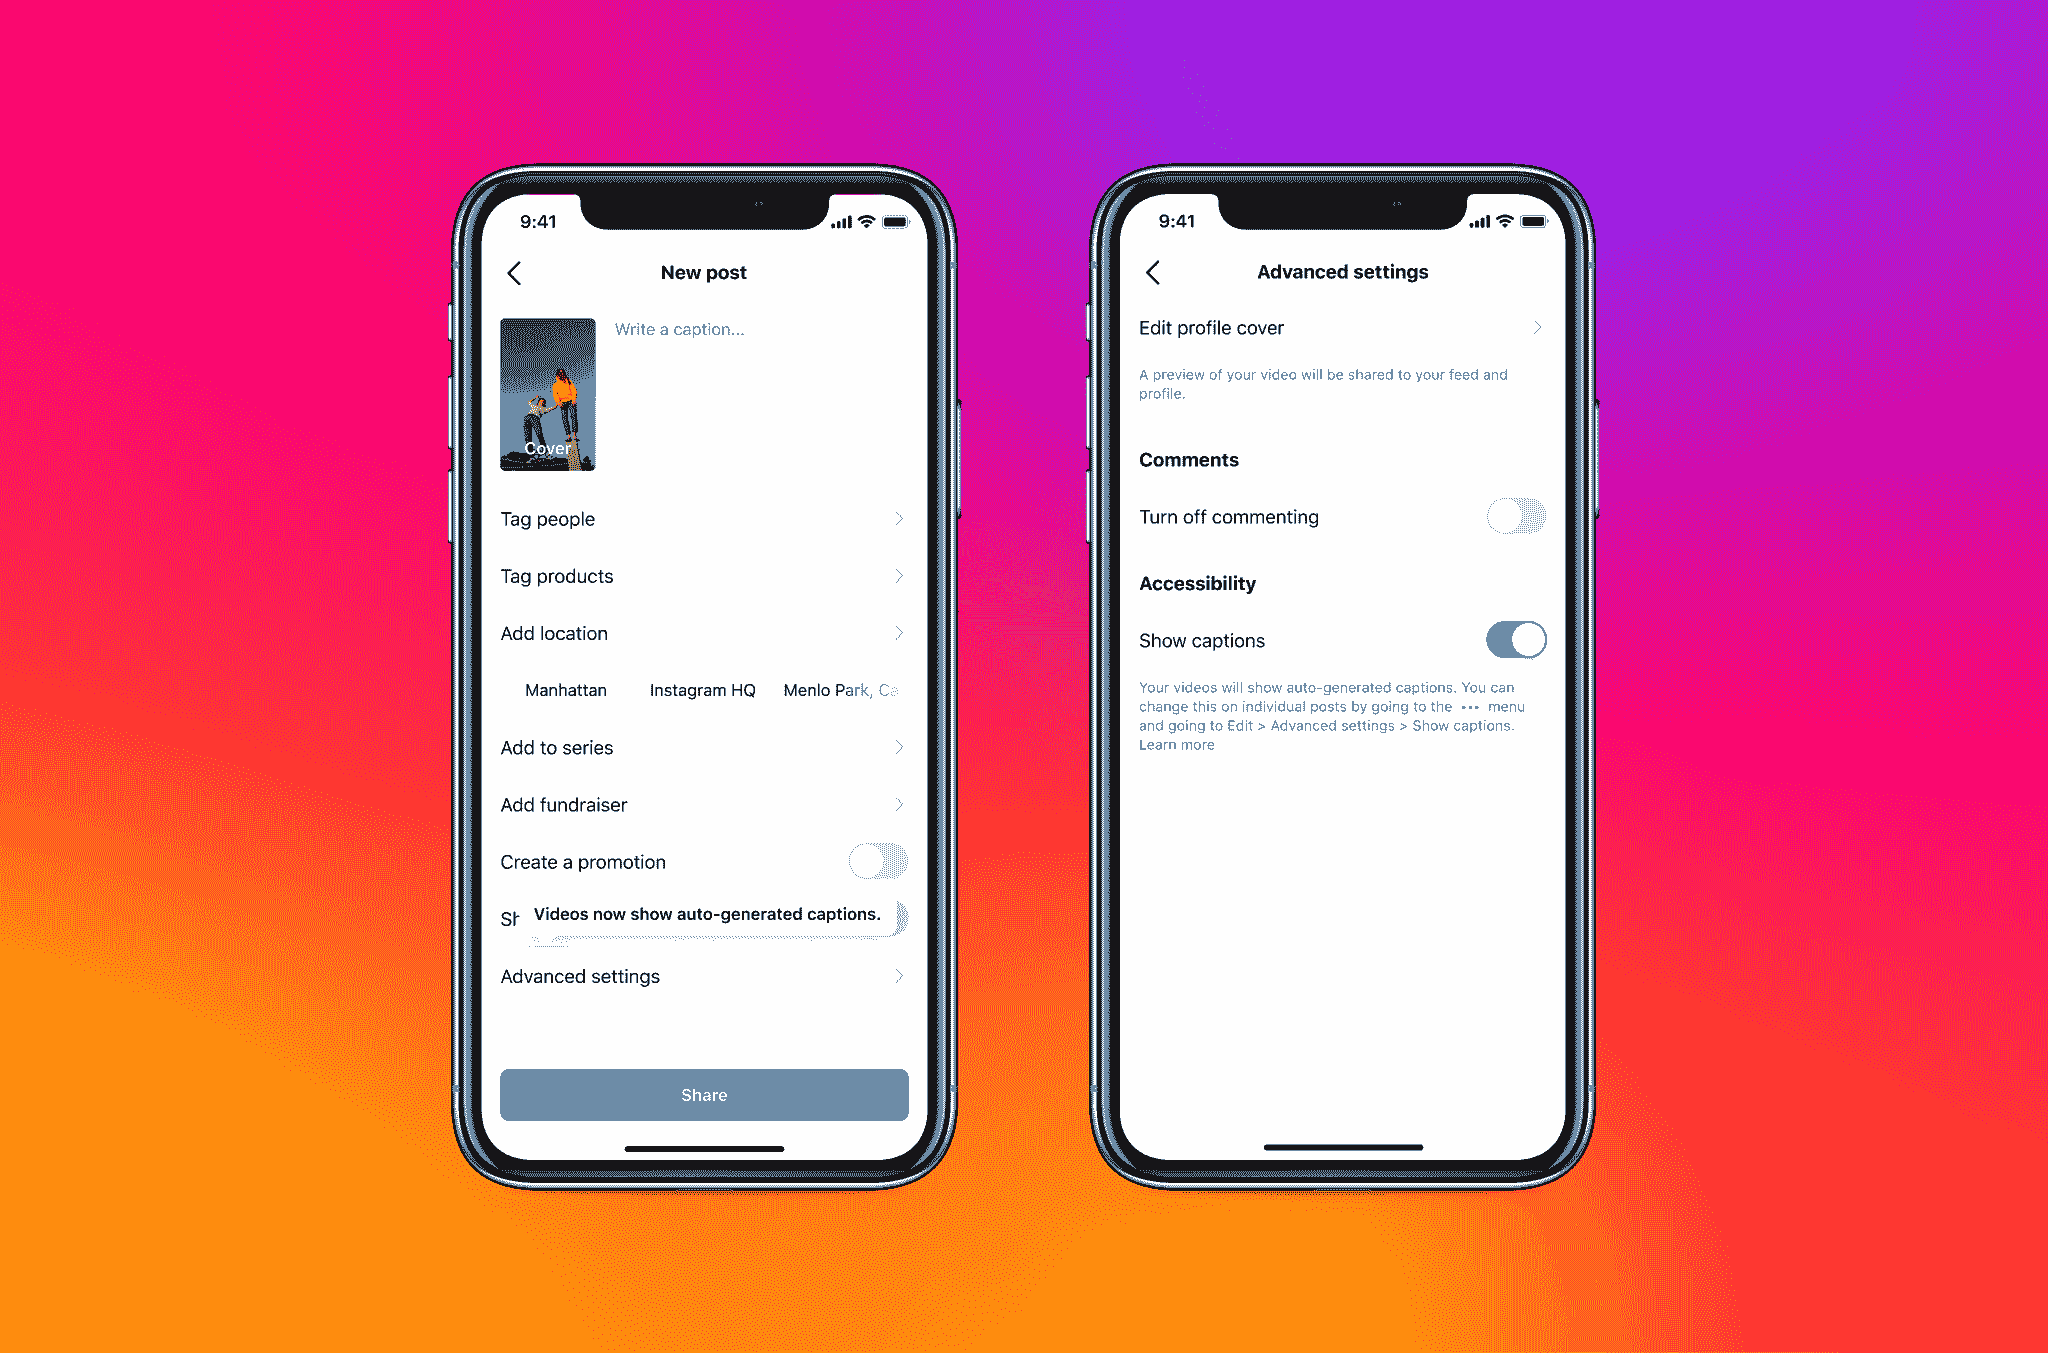 9:41
New post
Write a caption...
Cover
Tag people
Tag products
Add location
Manhattan Instagram HQ Menlo Park, Ca
Add to series
Add fundraiser
Create a promotion
Videos now show auto-generated captions.
Advanced settings
Share
9:41
Advanced settings
Edit profile cover
A preview of your video will be shared to your feed and
profile.
Comments
Turn off commenting
Accessibility
Show captions
Your videos will show auto-generated captions. You can
change this on individual posts by going to the ••• menu
and going to Edit > Advanced settings > Show captions.
Learn more